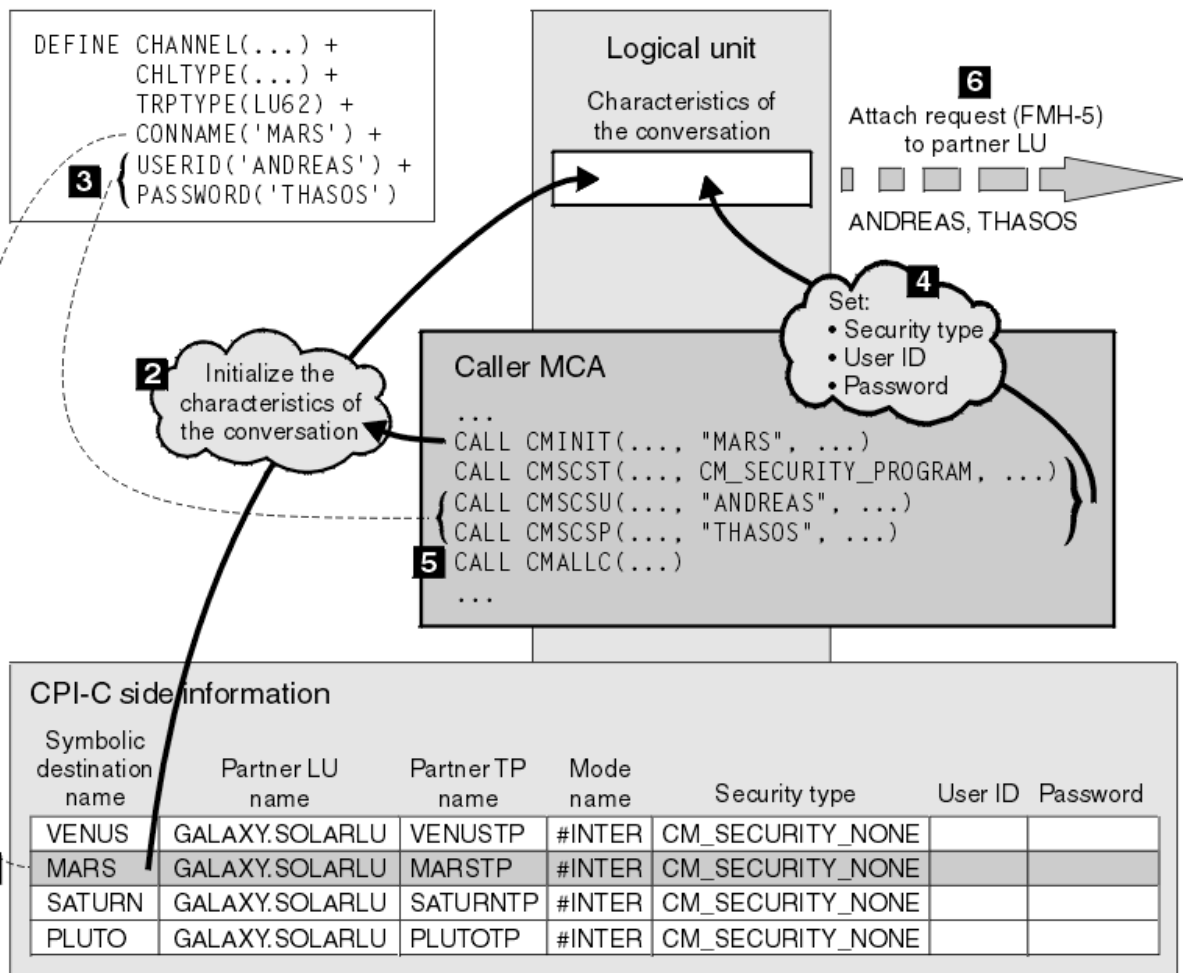 DEFINE CHANNEL(...) +
CHLTYPE(...) +
TRPTYPE(LU62) +
CONNAME('MARS') +
3 USERID('ANDREAS') +
PASSWORD('THASOS')
Logical unit
Characteristics of
the conversation
6
Attach request (FMH-5)
to partner LU
ANDREAS, THASOS
4
Set:
• Security type
• User ID
• Password
2
Initialize the
characteristics of
the conversation
Caller MCA
...
CALL CMINIT(..., "MARS", ...)
CALL CMSCST(..., CM_SECURITY_PROGRAM, ...)
CALL CMSCSU(..., "ANDREAS", ...)
CALL CMSCSP(..., "THASOS", ...)
5 CALL CMALLC(...)
...
CPI-C side information
Symbolic destination name Partner LU name Partner TP name Mode name Security type User ID Password
VENUS GALAXY.SOLARLU VENUSTP #INTER CM_SECURITY_NONE
MARS GALAXY.SOLARLU MARSTP #INTER CM_SECURITY_NONE
SATURN GALAXY.SOLARLU SATURNTP #INTER CM_SECURITY_NONE
PLUTO GALAXY.SOLARLU PLUTOTP #INTER CM_SECURITY_NONE